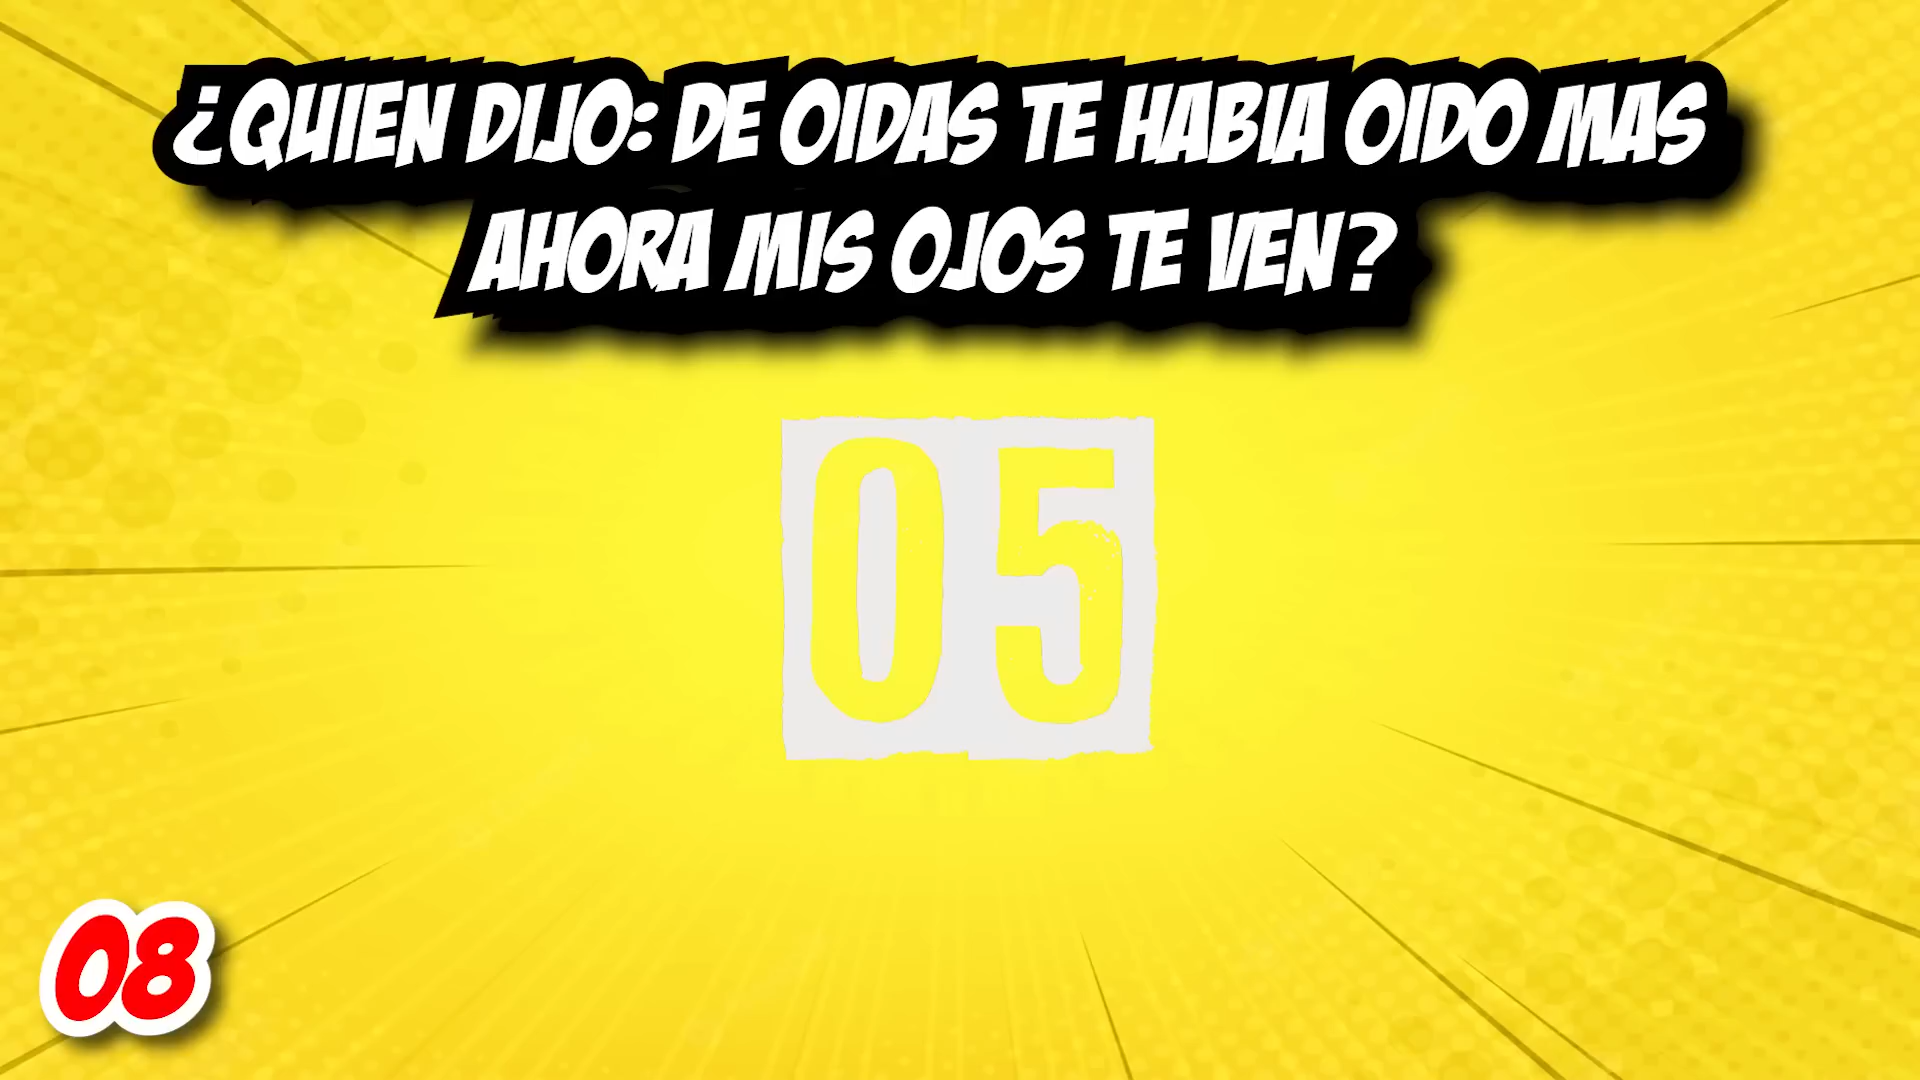 ¿QUIEN DIJO: DE OIDAS TE HABIA OIDO MAS
AHORA MIS OJOS TE VEN?
05
08